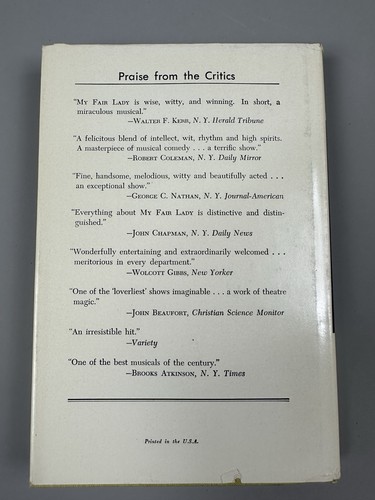 Praise from the Critics
"MY FAIR LADY is wise, witty, and winning. In short, a
miraculous musical."
—WALTER F. KERR, N. Y. Herald Tribune
"A felicitous blend of intellect, wit, rhythm and high spirits.
A masterpiece of musical comedy . . . a terrific show."
—ROBERT COLEMAN, N. Y. Daily Mirror
"Fine, handsome, melodious, witty and beautifully acted . . .
an exceptional show."
—GEORGE C. NATHAN, N. Y. Journal-American
"Everything about MY FAIR LADY is distinctive and distin-
guished."
—JOHN CHAPMAN, N. Y. Daily News
"Wonderfully entertaining and extraordinarily welcomed . . .
meritorious in every department."
—WOLCOTT GIBBS, New Yorker
"One of the 'loverliest' shows imaginable . . . a work of theatre
magic."
—JOHN BEAUFORT, Christian Science Monitor
"An irresistible hit."
—Variety
"One of the best musicals of the century."
—BROOKS ATKINSON, N. Y. Times
Printed in the U.S.A.